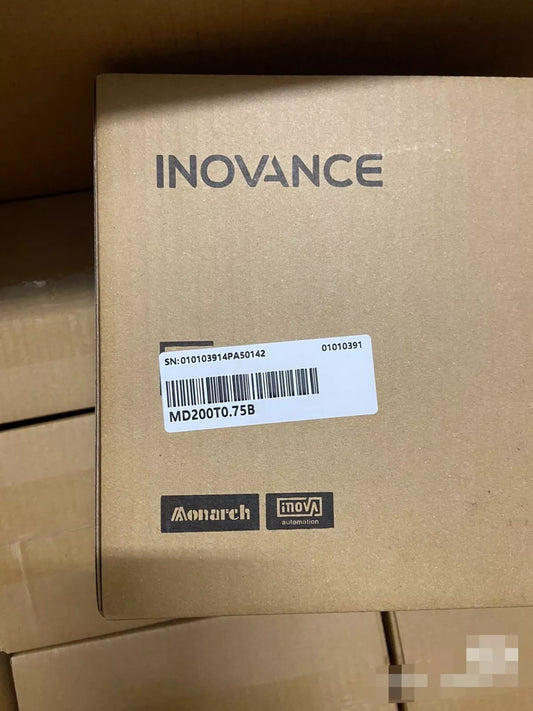 INOVANCE
SN:010103914PA50142 01010391
MD200T0.75B
Monarch
inova
automation